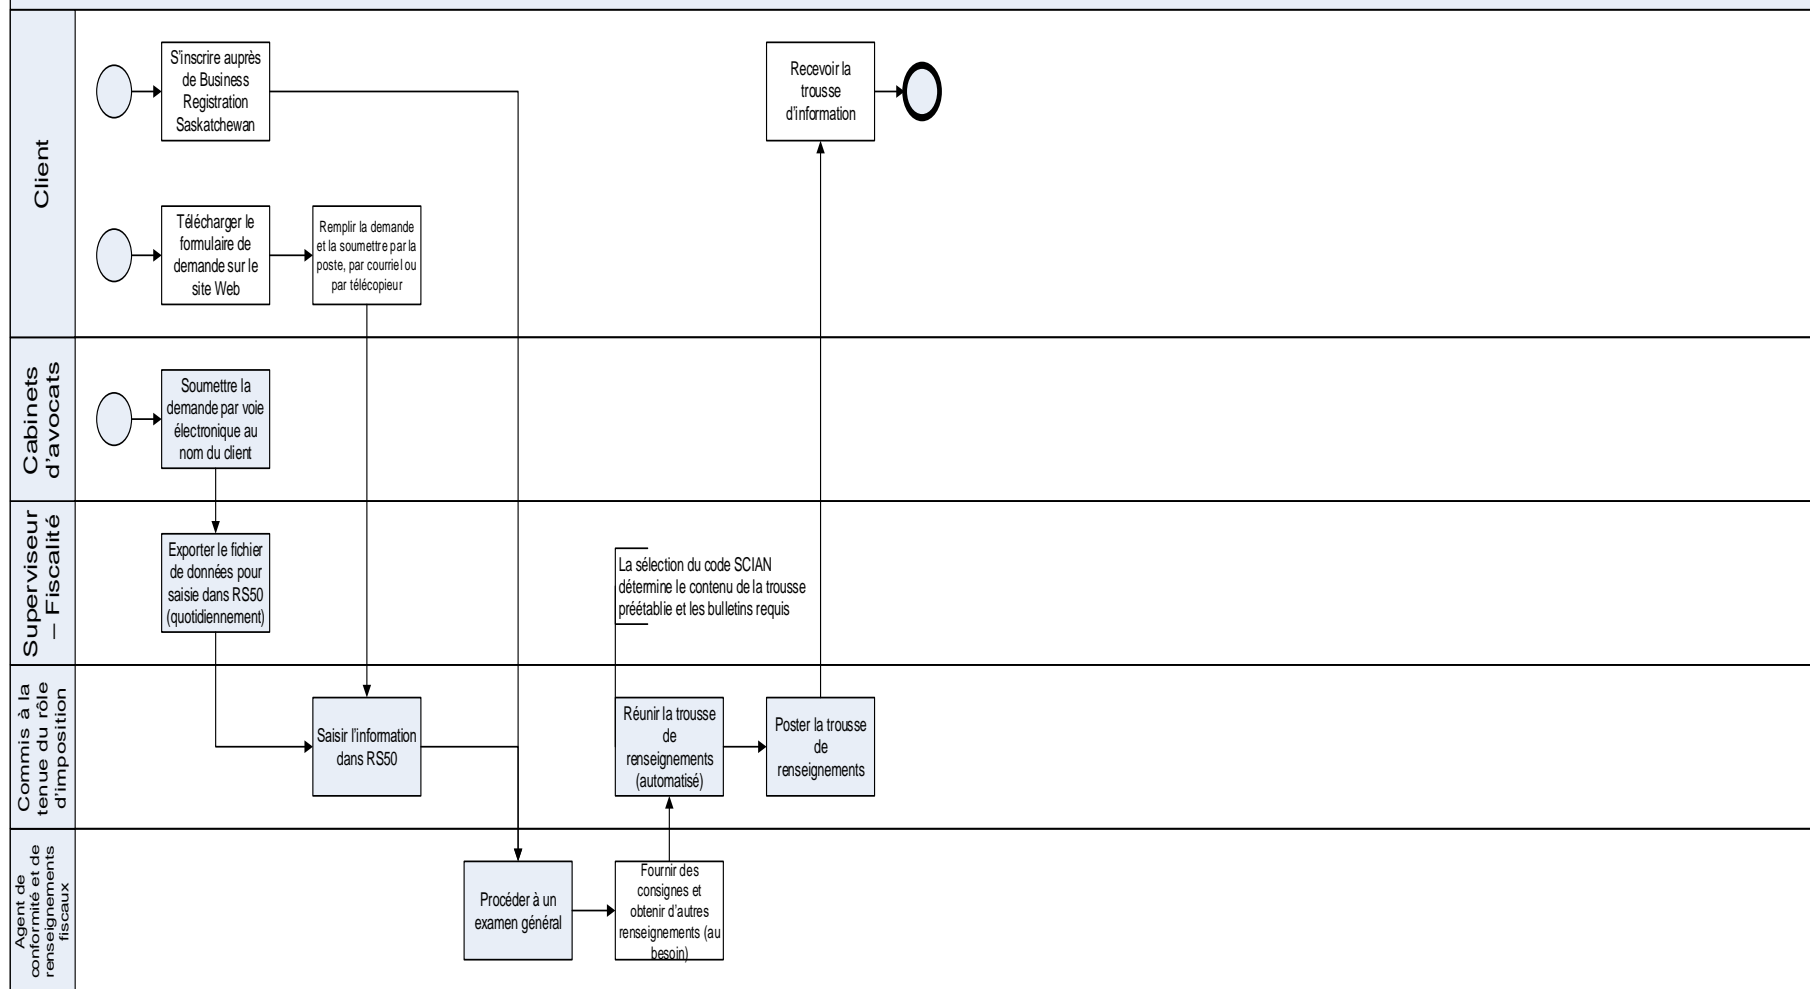 Client
S'inscrire auprès
de Business
Registration
Saskatchewan
Recevoir la
trousse
d'information
Télécharger le
formulaire de
demande sur le
site Web
Remplir la demande
et la soumettre par la
poste, par courriel ou
par télécopieur
Cabinets
d'avocats
Soumettre la
demande par voie
électronique au
nom du client
Superviseur
– Fiscalité
Exporter le fichier
de données pour
saisie dans RS50
(quotidiennement)
La sélection du code SCIAN
détermine le contenu de la trousse
préétablie et les bulletins requis
Commis à la
tenue du rôle
d'imposition
Saisir l'information
dans RS50
Réunir la trousse
de
renseignements
(automatisé)
Poster la trousse
de
renseignements
Agent de
conformité et de
renseignements
fiscaux
Procéder à un
examen général
Fournir des
consignes et
obtenir d'autres
renseignements (au
besoin)